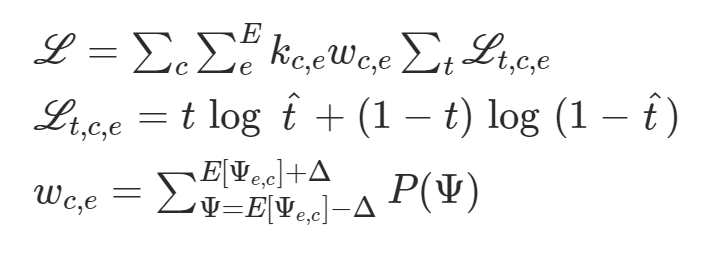 ℒ = ∑_c ∑_e^E k_{c,e} w_{c,e} ∑_t ℒ_{t,c,e}
ℒ_{t,c,e} = t log t̂ + (1 − t) log (1 − t̂)
w_{c,e} = ∑_{Ψ=E[Ψ_{e,c}]−Δ}^{E[Ψ_{e,c}]+Δ} P(Ψ)